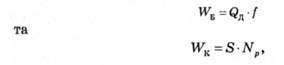 W_Б = Q_Д · f
та
W_К = S · N_p,